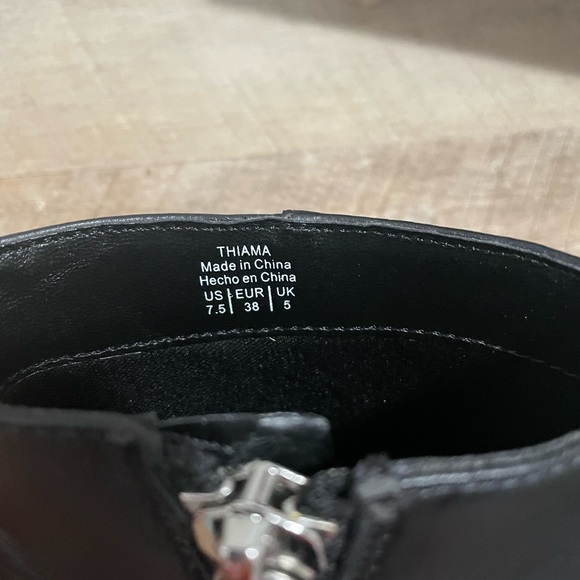 THIAMA
Made in China
Hecho en China
US EUR UK
7.5 38 5